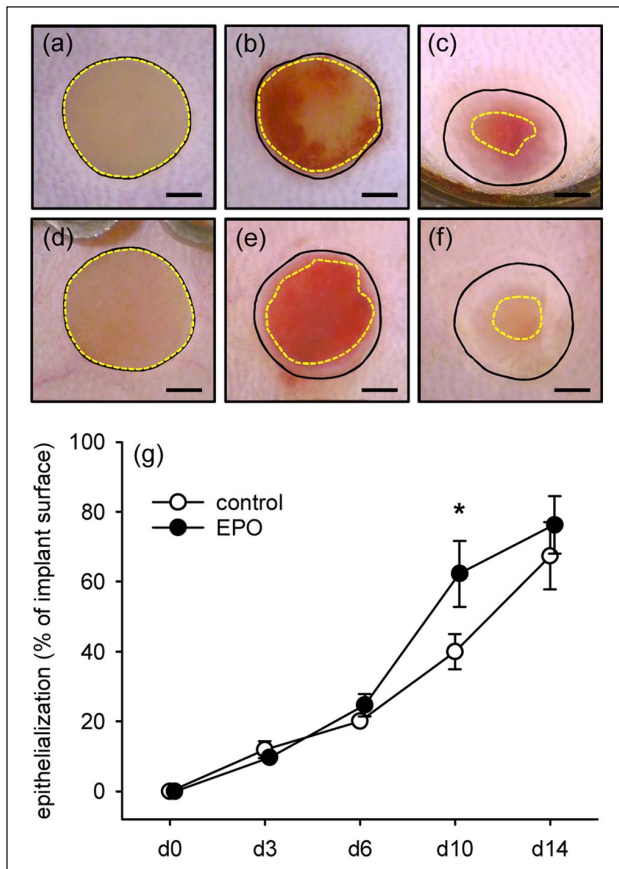 (a) (b) (c)
(d) (e) (f)
(g)
epithelialization (% of implant surface)
100
80
60
40
20
0
control
EPO
*
d0 d3 d6 d10 d14